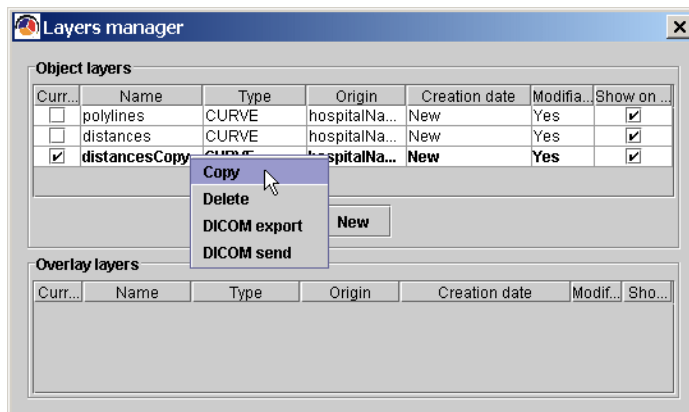 Layers manager
Object layers
Curr... Name Type Origin Creation date Modifia... Show on ...
polylines CURVE hospitalNa... New Yes
distances CURVE hospitalNa... New Yes
distancesCopy CURVE hospitalNa... New Yes
Copy
Delete
DICOM export
DICOM send
New
Overlay layers
Curr... Name Type Origin Creation date Modif... Sho...